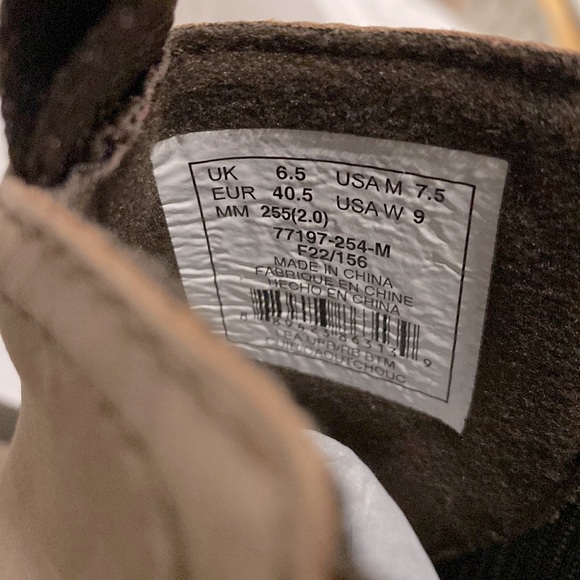 UK 6.5 USA M 7.5
EUR 40.5 USA W 9
MM 255(2.0)
77197-254-M
F22/156
MADE IN CHINA
FABRIQUE EN CHINE
HECHO EN CHINA
BTM